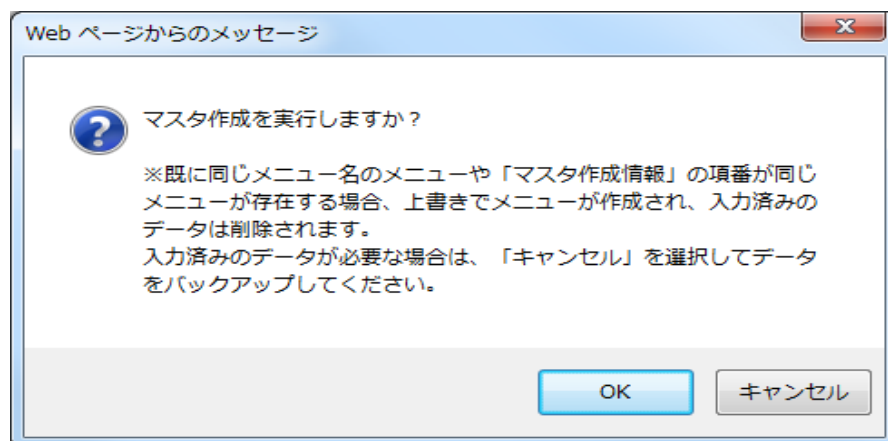 Web ページからのメッセージ
マスタ作成を実行しますか？
※既に同じメニュー名のメニューや「マスタ作成情報」の項番が同じ
メニューが存在する場合、上書きでメニューが作成され、入力済みの
データは削除されます。
入力済みのデータが必要な場合は、「キャンセル」を選択してデータ
をバックアップしてください。
OK
キャンセル